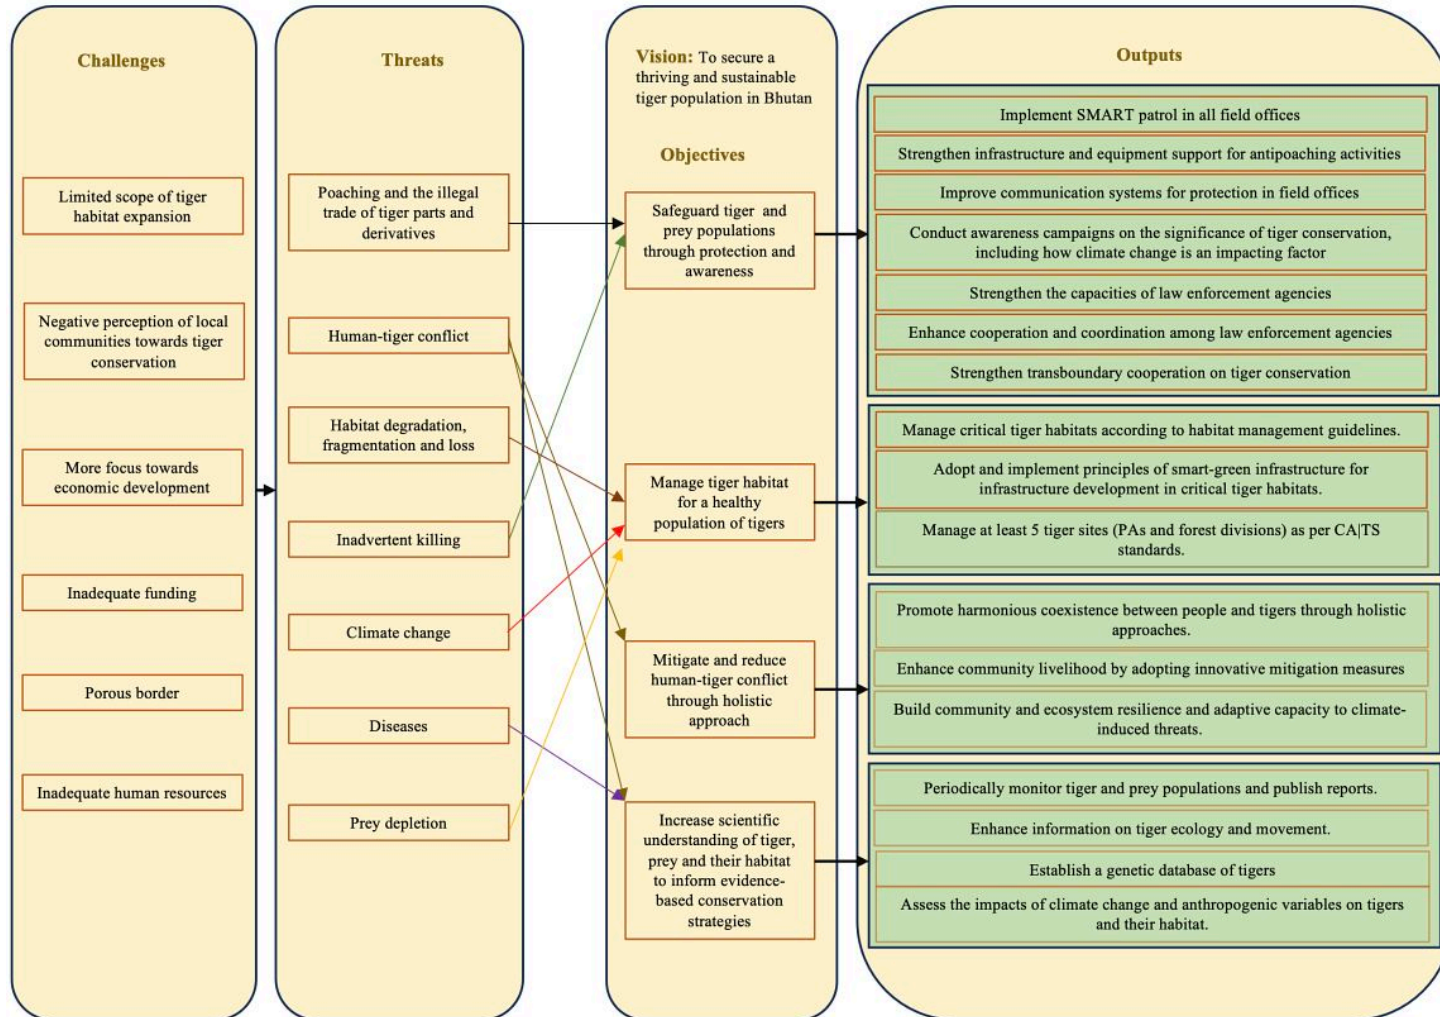 Challenges
Limited scope of tiger
habitat expansion
Negative perception of local
communities towards tiger
conservation
More focus towards
economic development
Inadequate funding
Porous border
Inadequate human resources
Threats
Poaching and the illegal
trade of tiger parts and
derivatives
Human-tiger conflict
Habitat degradation,
fragmentation and loss
Inadvertent killing
Climate change
Diseases
Prey depletion
Vision: To secure a
thriving and sustainable
tiger population in Bhutan
Objectives
Safeguard tiger and
prey populations
through protection and
awareness
Manage tiger habitat
for a healthy
population of tigers
Mitigate and reduce
human-tiger conflict
through holistic
approach
Increase scientific
understanding of tiger,
prey and their habitat
to inform evidence-
based conservation
strategies
Outputs
Implement SMART patrol in all field offices
Strengthen infrastructure and equipment support for antipoaching activities
Improve communication systems for protection in field offices
Conduct awareness campaigns on the significance of tiger conservation,
including how climate change is an impacting factor
Strengthen the capacities of law enforcement agencies
Enhance cooperation and coordination among law enforcement agencies
Strengthen transboundary cooperation on tiger conservation
Manage critical tiger habitats according to habitat management guidelines.
Adopt and implement principles of smart-green infrastructure for
infrastructure development in critical tiger habitats.
Manage at least 5 tiger sites (PAs and forest divisions) as per CA|TS
standards.
Promote harmonious coexistence between people and tigers through holistic
approaches.
Enhance community livelihood by adopting innovative mitigation measures
Build community and ecosystem resilience and adaptive capacity to climate-
induced threats.
Periodically monitor tiger and prey populations and publish reports.
Enhance information on tiger ecology and movement.
Establish a genetic database of tigers
Assess the impacts of climate change and anthropogenic variables on tigers
and their habitat.